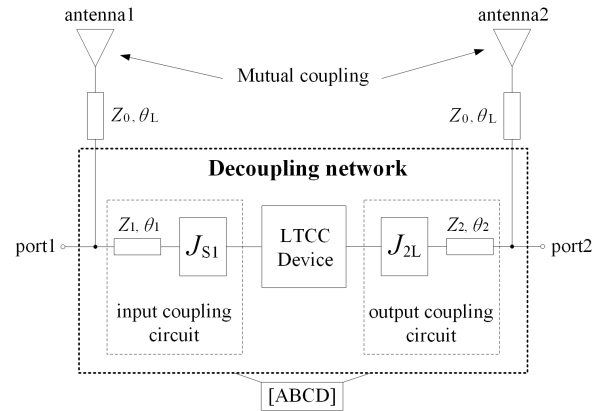 antenna1
antenna2
Mutual coupling
Z0, θL
Z0, θL
Decoupling network
port1
Z1, θ1
JS1
LTCC
Device
J2L
Z2, θ2
port2
input coupling
circuit
output coupling
circuit
[ABCD]